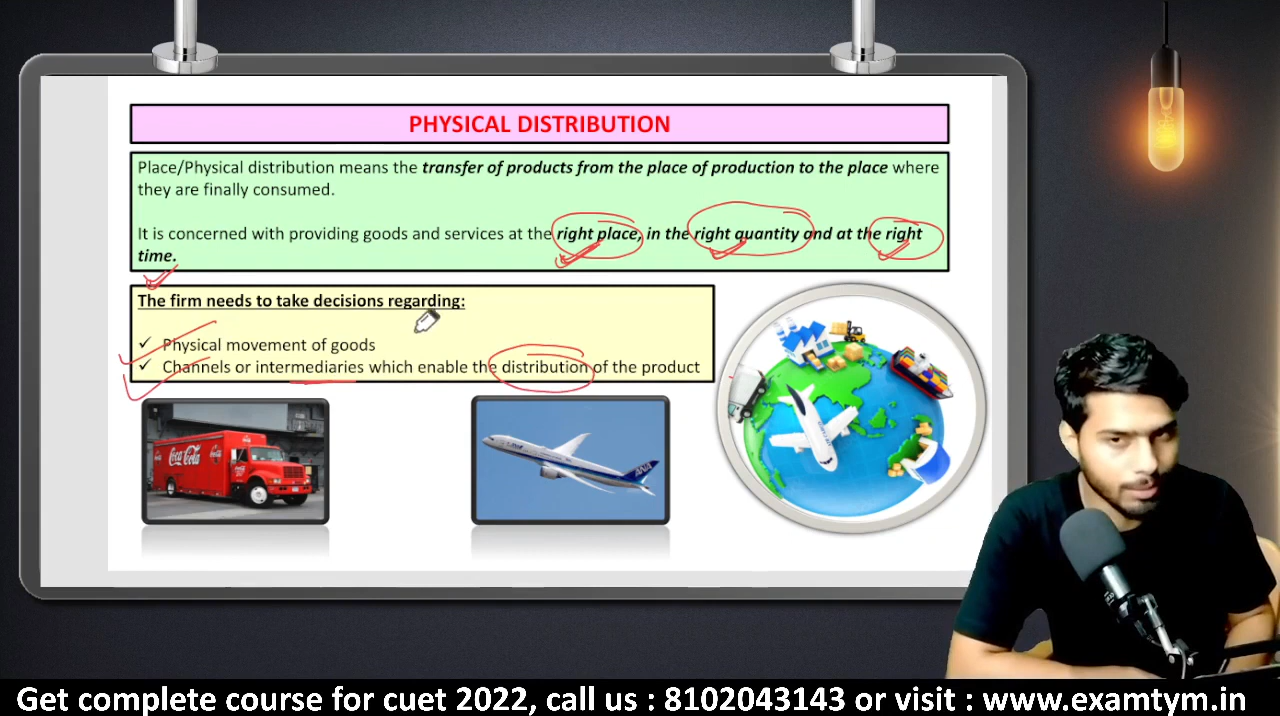 PHYSICAL DISTRIBUTION
Place/Physical distribution means the transfer of products from the place of production to the place where
they are finally consumed.
It is concerned with providing goods and services at the right place, in the right quantity and at the right
time.
The firm needs to take decisions regarding:
✓ Physical movement of goods
✓ Channels or intermediaries which enable the distribution of the product
Coca-Cola
ANA
Get complete course for cuet 2022, call us : 8102043143 or visit : www.examtym.in